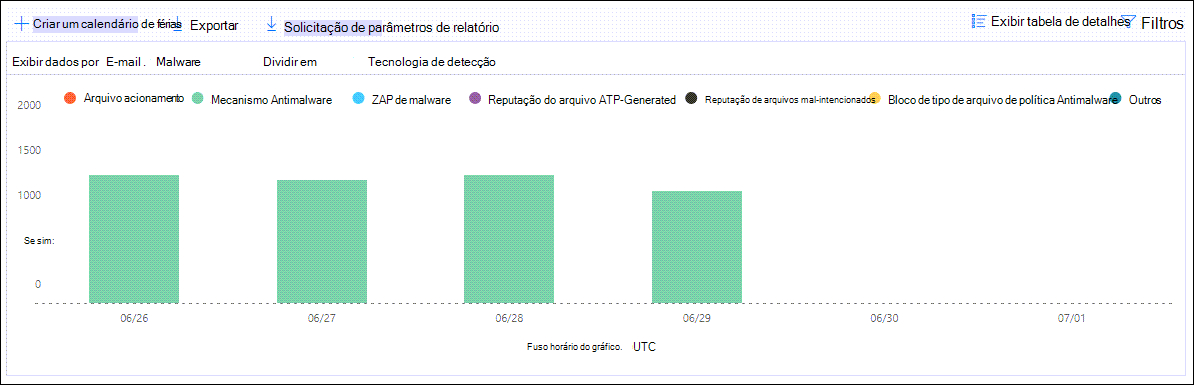 Criar um calendário de férias Exportar Solicitação de parâmetros de relatório Exibir tabela de detalhes Filtros
Exibir dados por E-mail . Malware Dividir em Tecnologia de detecção
Arquivo acionamento Mecanismo Antimalware ZAP de malware Reputação do arquivo ATP-Generated Reputação de arquivos mal-intencionados Bloco de tipo de arquivo de política Antimalware Outros
2000
1500
1000
Se sim:
0
06/26 06/27 06/28 06/29 06/30 07/01
Fuso horário do gráfico. UTC